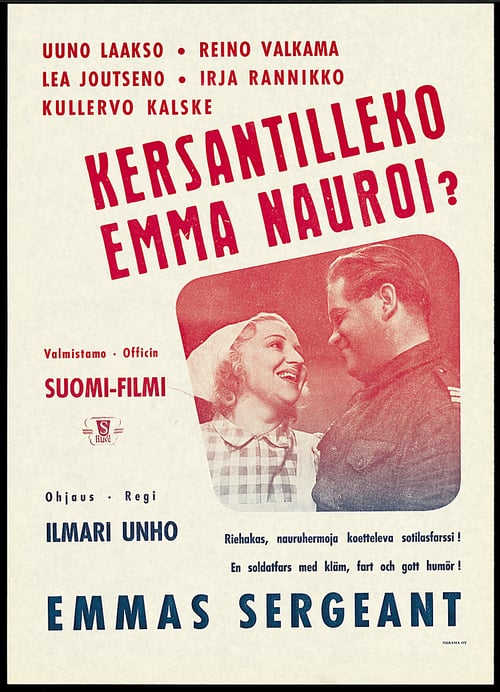 UUNO LAAKSO • REINO VALKAMA
LEA JOUTSENO • IRJA RANNIKKO
KULLERVO KALSKE
KERSANTILLEKO
EMMA NAUROI?
Valmistamo · Officin
SUOMI-FILMI
S
Ohjaus - Regi
ILMARI UNHO
Riehakas, nauruhermoja koetteleva sotilasfarssi!
En soldatfars med kläm, fart och gott humör!
EMMAS SERGEANT